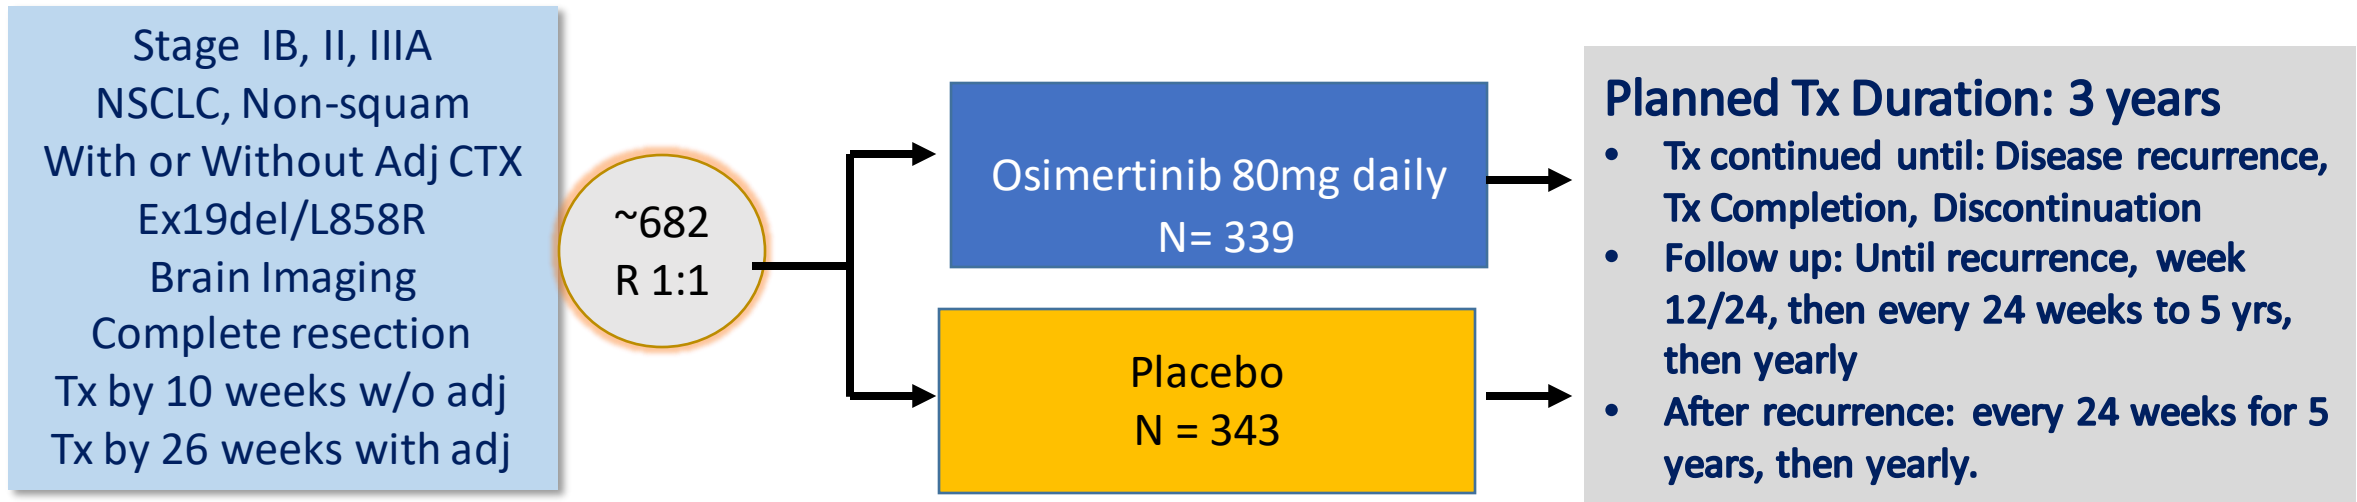 Stage IB, II, IIIA
NSCLC, Non-squam
With or Without Adj CTX
Ex19del/L858R
Brain Imaging
Complete resection
Tx by 10 weeks w/o adj
Tx by 26 weeks with adj
~682
R 1:1
Osimertinib 80mg daily
N= 339
Placebo
N = 343
Planned Tx Duration: 3 years
• Tx continued until: Disease recurrence,
Tx Completion, Discontinuation
• Follow up: Until recurrence, week
12/24, then every 24 weeks to 5 yrs,
then yearly
• After recurrence: every 24 weeks for 5
years, then yearly.